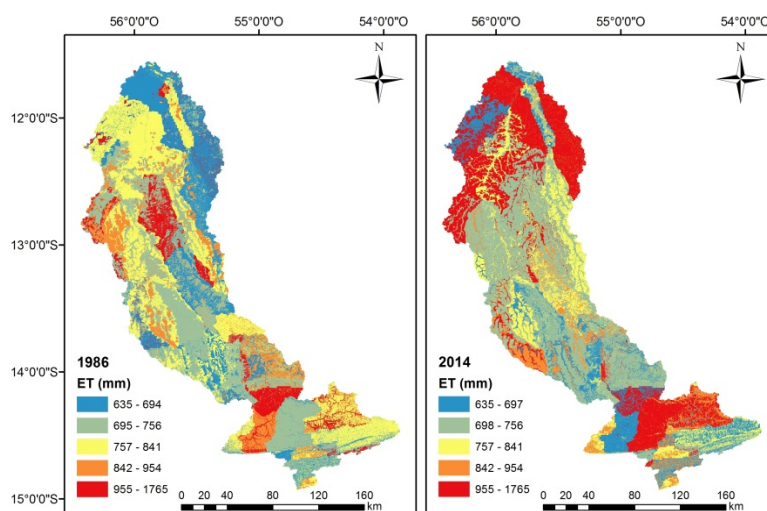 56°0'0"S 55°0'0"S 54°0'0"S 56°0'0"S 55°0'0"S 54°0'0"S
N N
12°0'0"S
13°0'0"S
14°0'0"S
15°0'0"S
1986
ET (mm)
635 - 694
695 - 756
757 - 841
842 - 954
955 - 1765
0 20 40 80 120 160
km
2014
ET (mm)
635 - 697
698 - 756
757 - 841
842 - 954
955 - 1765
0 20 40 80 120 160
km